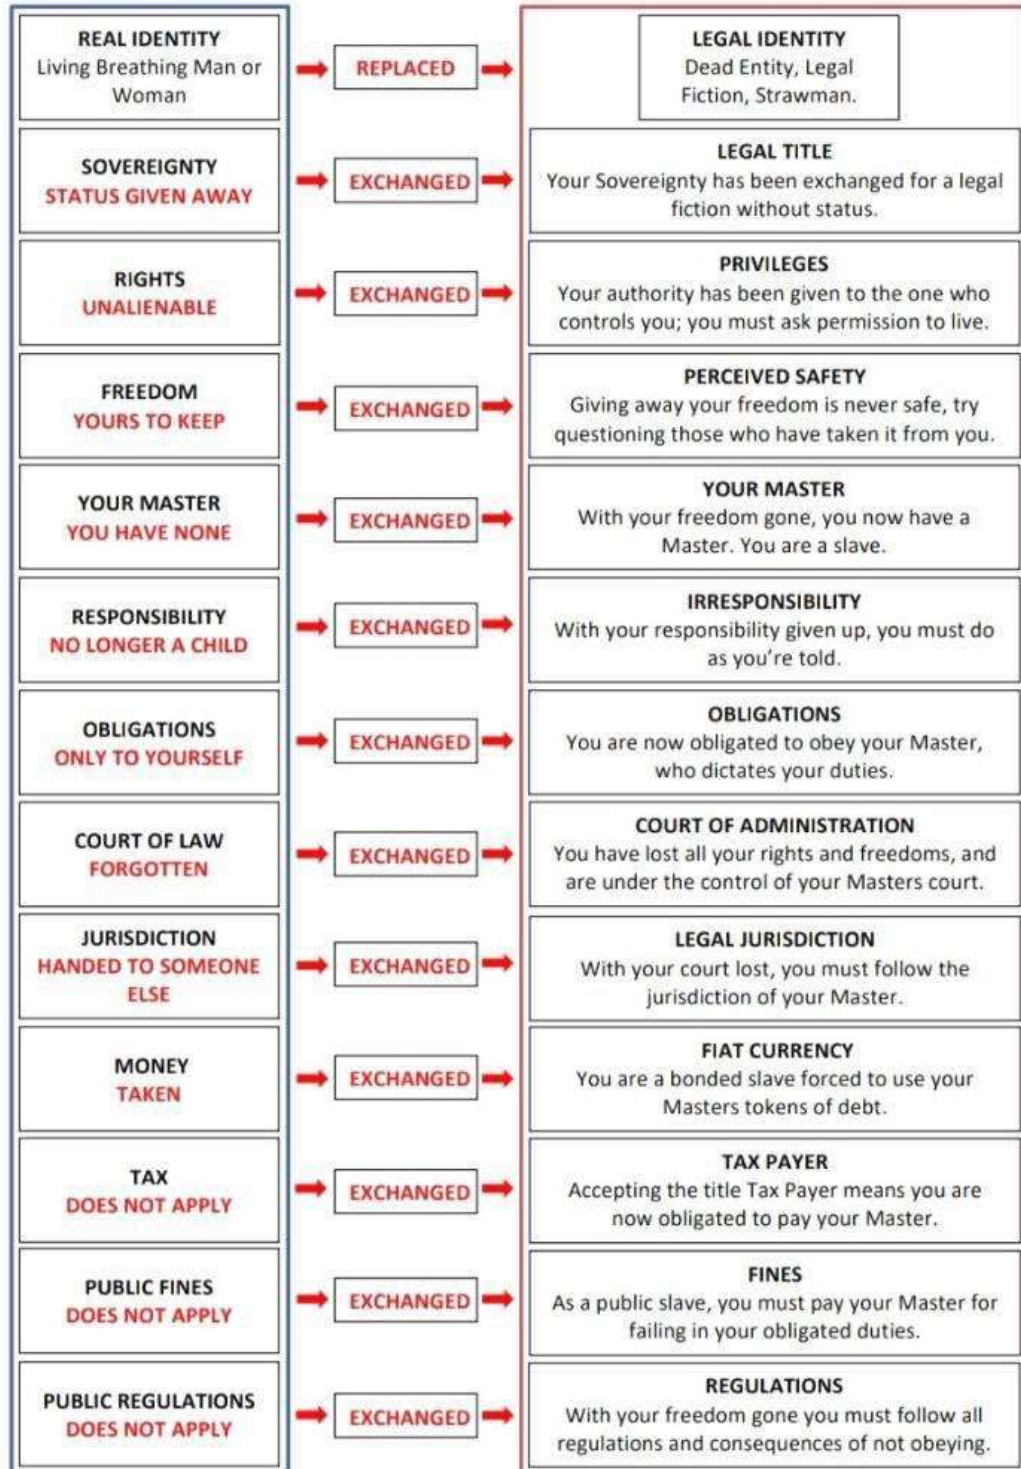 REAL IDENTITY
Living Breathing Man or
Woman
REPLACED
LEGAL IDENTITY
Dead Entity, Legal
Fiction, Strawman.
SOVEREIGNTY
STATUS GIVEN AWAY
EXCHANGED
LEGAL TITLE
Your Sovereignty has been exchanged for a legal
fiction without status.
RIGHTS
UNALIENABLE
EXCHANGED
PRIVILEGES
Your authority has been given to the one who
controls you; you must ask permission to live.
FREEDOM
YOURS TO KEEP
EXCHANGED
PERCEIVED SAFETY
Giving away your freedom is never safe, try
questioning those who have taken it from you.
YOUR MASTER
YOU HAVE NONE
EXCHANGED
YOUR MASTER
With your freedom gone, you now have a
Master. You are a slave.
RESPONSIBILITY
NO LONGER A CHILD
EXCHANGED
IRRESPONSIBILITY
With your responsibility given up, you must do
as you’re told.
OBLIGATIONS
ONLY TO YOURSELF
EXCHANGED
OBLIGATIONS
You are now obligated to obey your Master,
who dictates your duties.
COURT OF LAW
FORGOTTEN
EXCHANGED
COURT OF ADMINISTRATION
You have lost all your rights and freedoms, and
are under the control of your Masters court.
JURISDICTION
HANDED TO SOMEONE
ELSE
EXCHANGED
LEGAL JURISDICTION
With your court lost, you must follow the
jurisdiction of your Master.
MONEY
TAKEN
EXCHANGED
FIAT CURRENCY
You are a bonded slave forced to use your
Masters tokens of debt.
TAX
DOES NOT APPLY
EXCHANGED
TAX PAYER
Accepting the title Tax Payer means you are
now obligated to pay your Master.
PUBLIC FINES
DOES NOT APPLY
EXCHANGED
FINES
As a public slave, you must pay your Master for
failing in your obligated duties.
PUBLIC REGULATIONS
DOES NOT APPLY
EXCHANGED
REGULATIONS
With your freedom gone you must follow all
regulations and consequences of not obeying.